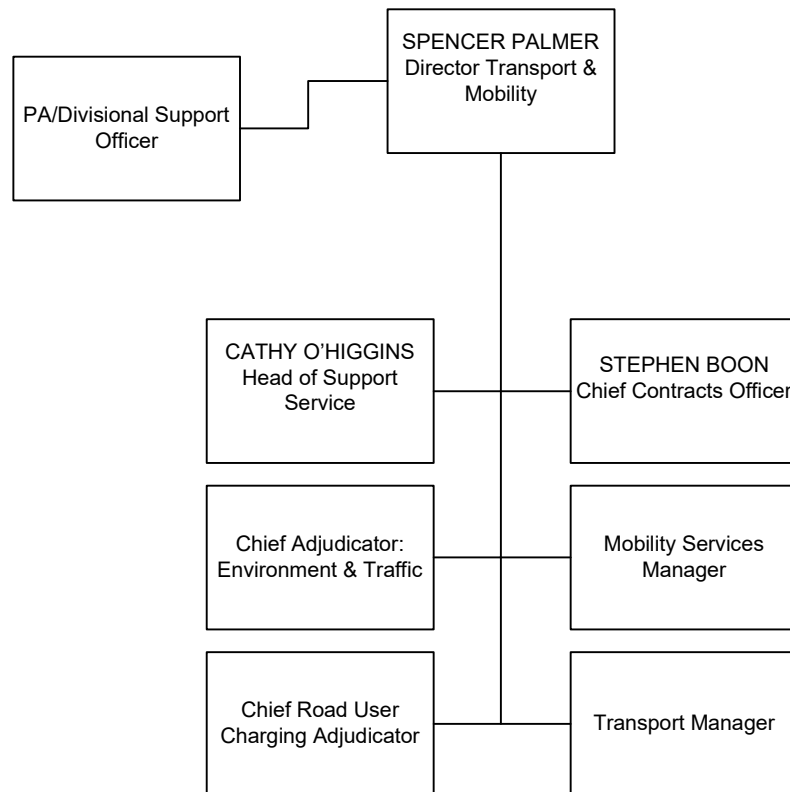 SPENCER PALMER
Director Transport &
Mobility
PA/Divisional Support
Officer
CATHY O’HIGGINS
Head of Support
Service
STEPHEN BOON
Chief Contracts Officer
Chief Adjudicator:
Environment & Traffic
Mobility Services
Manager
Chief Road User
Charging Adjudicator
Transport Manager